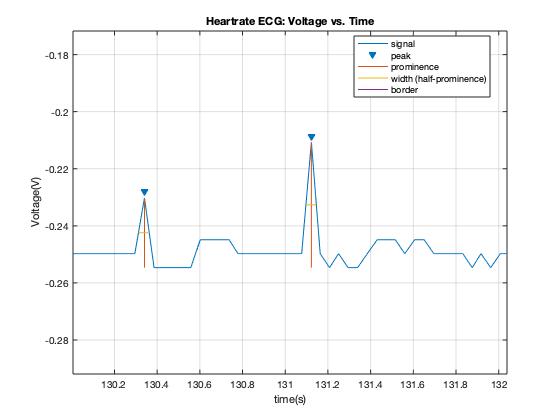 Heartrate ECG: Voltage vs. Time
signal
peak
prominence
width (half-prominence)
border
-0.18
-0.2
-0.22
-0.24
-0.26
-0.28
Voltage(V)
130.2 130.4 130.6 130.8 131 131.2 131.4 131.6 131.8 132
time(s)